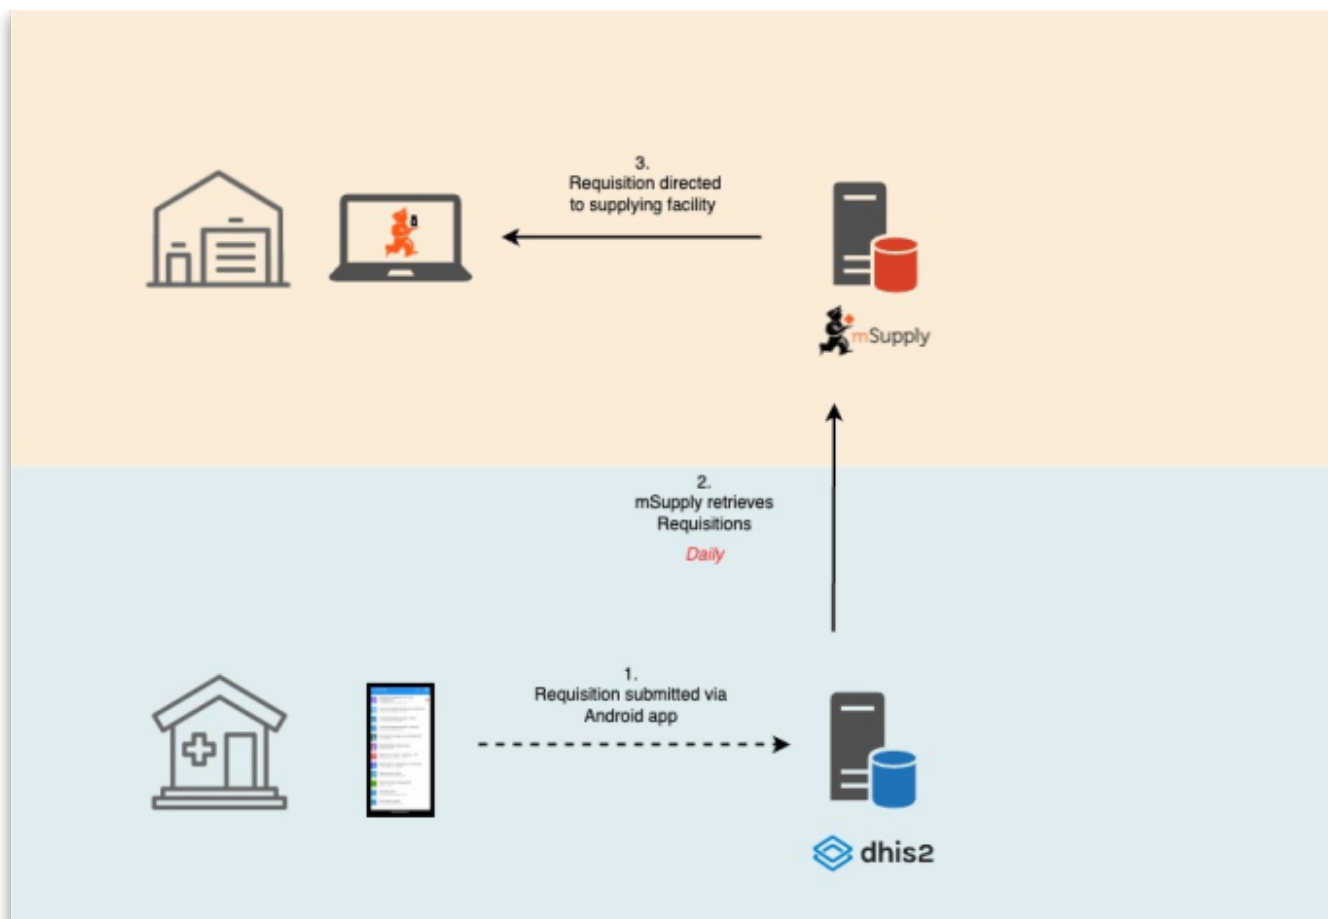 3.
Requisition directed
to supplying facility
mSupply
2.
mSupply retrieves
Requisitions
Daily
1.
Requisition submitted via
Android app
dhis2